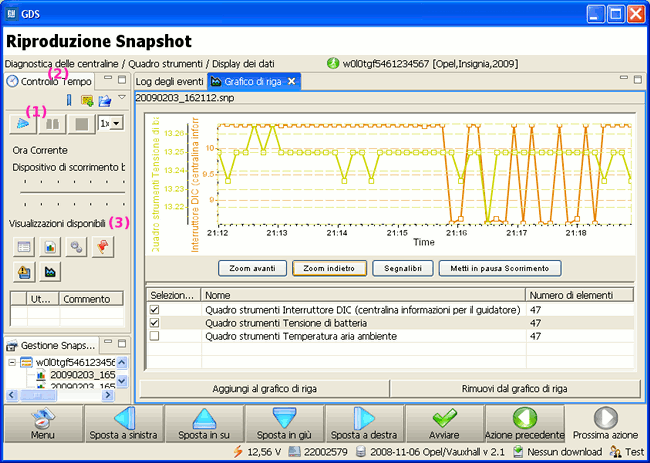 GM GDS
Riproduzione Snapshot
Diagnostica delle centraline / Quadro strumenti / Display dei dati
w0l0tgf5461234567 [Opel,Insignia,2009]
(2)
Controllo Tempo
Log degli eventi
Grafico di riga
20090203_162112.snp
(1)
1x
Ora Corrente
Dispositivo di scorrimento b
Visualizzazioni disponibili
(3)
Quadro strumenti Tensione di ba
Interruttore DIC (centralina inforr
13.26
13.25
13.24
13.22
10
9.5
9
21:12
21:13
21:14
21:15
21:16
21:17
21:18
Time
Zoom avanti
Zoom indietro
Segnalibri
Metti in pausa Scorrimento
Ut...
Commento
Selezion...
Nome
Numero di elementi
Quadro strumenti Interruttore DIC (centralina informazioni per il guidatore)
47
Quadro strumenti Tensione di batteria
47
Quadro strumenti Temperatura aria ambiente
47
Gestione Snaps...
w0l0tgf546123456
20090203_165
20090203_165
Aggiungi al grafico di riga
Rimuovi dal grafico di riga
Menu
Sposta a sinistra
Sposta in su
Sposta in giù
Sposta a destra
Avviare
Azione precedente
Prossima azione
12,56 V
22002579
2008-11-06 Opel/Vauxhall v 2.1
Nessun download
Test